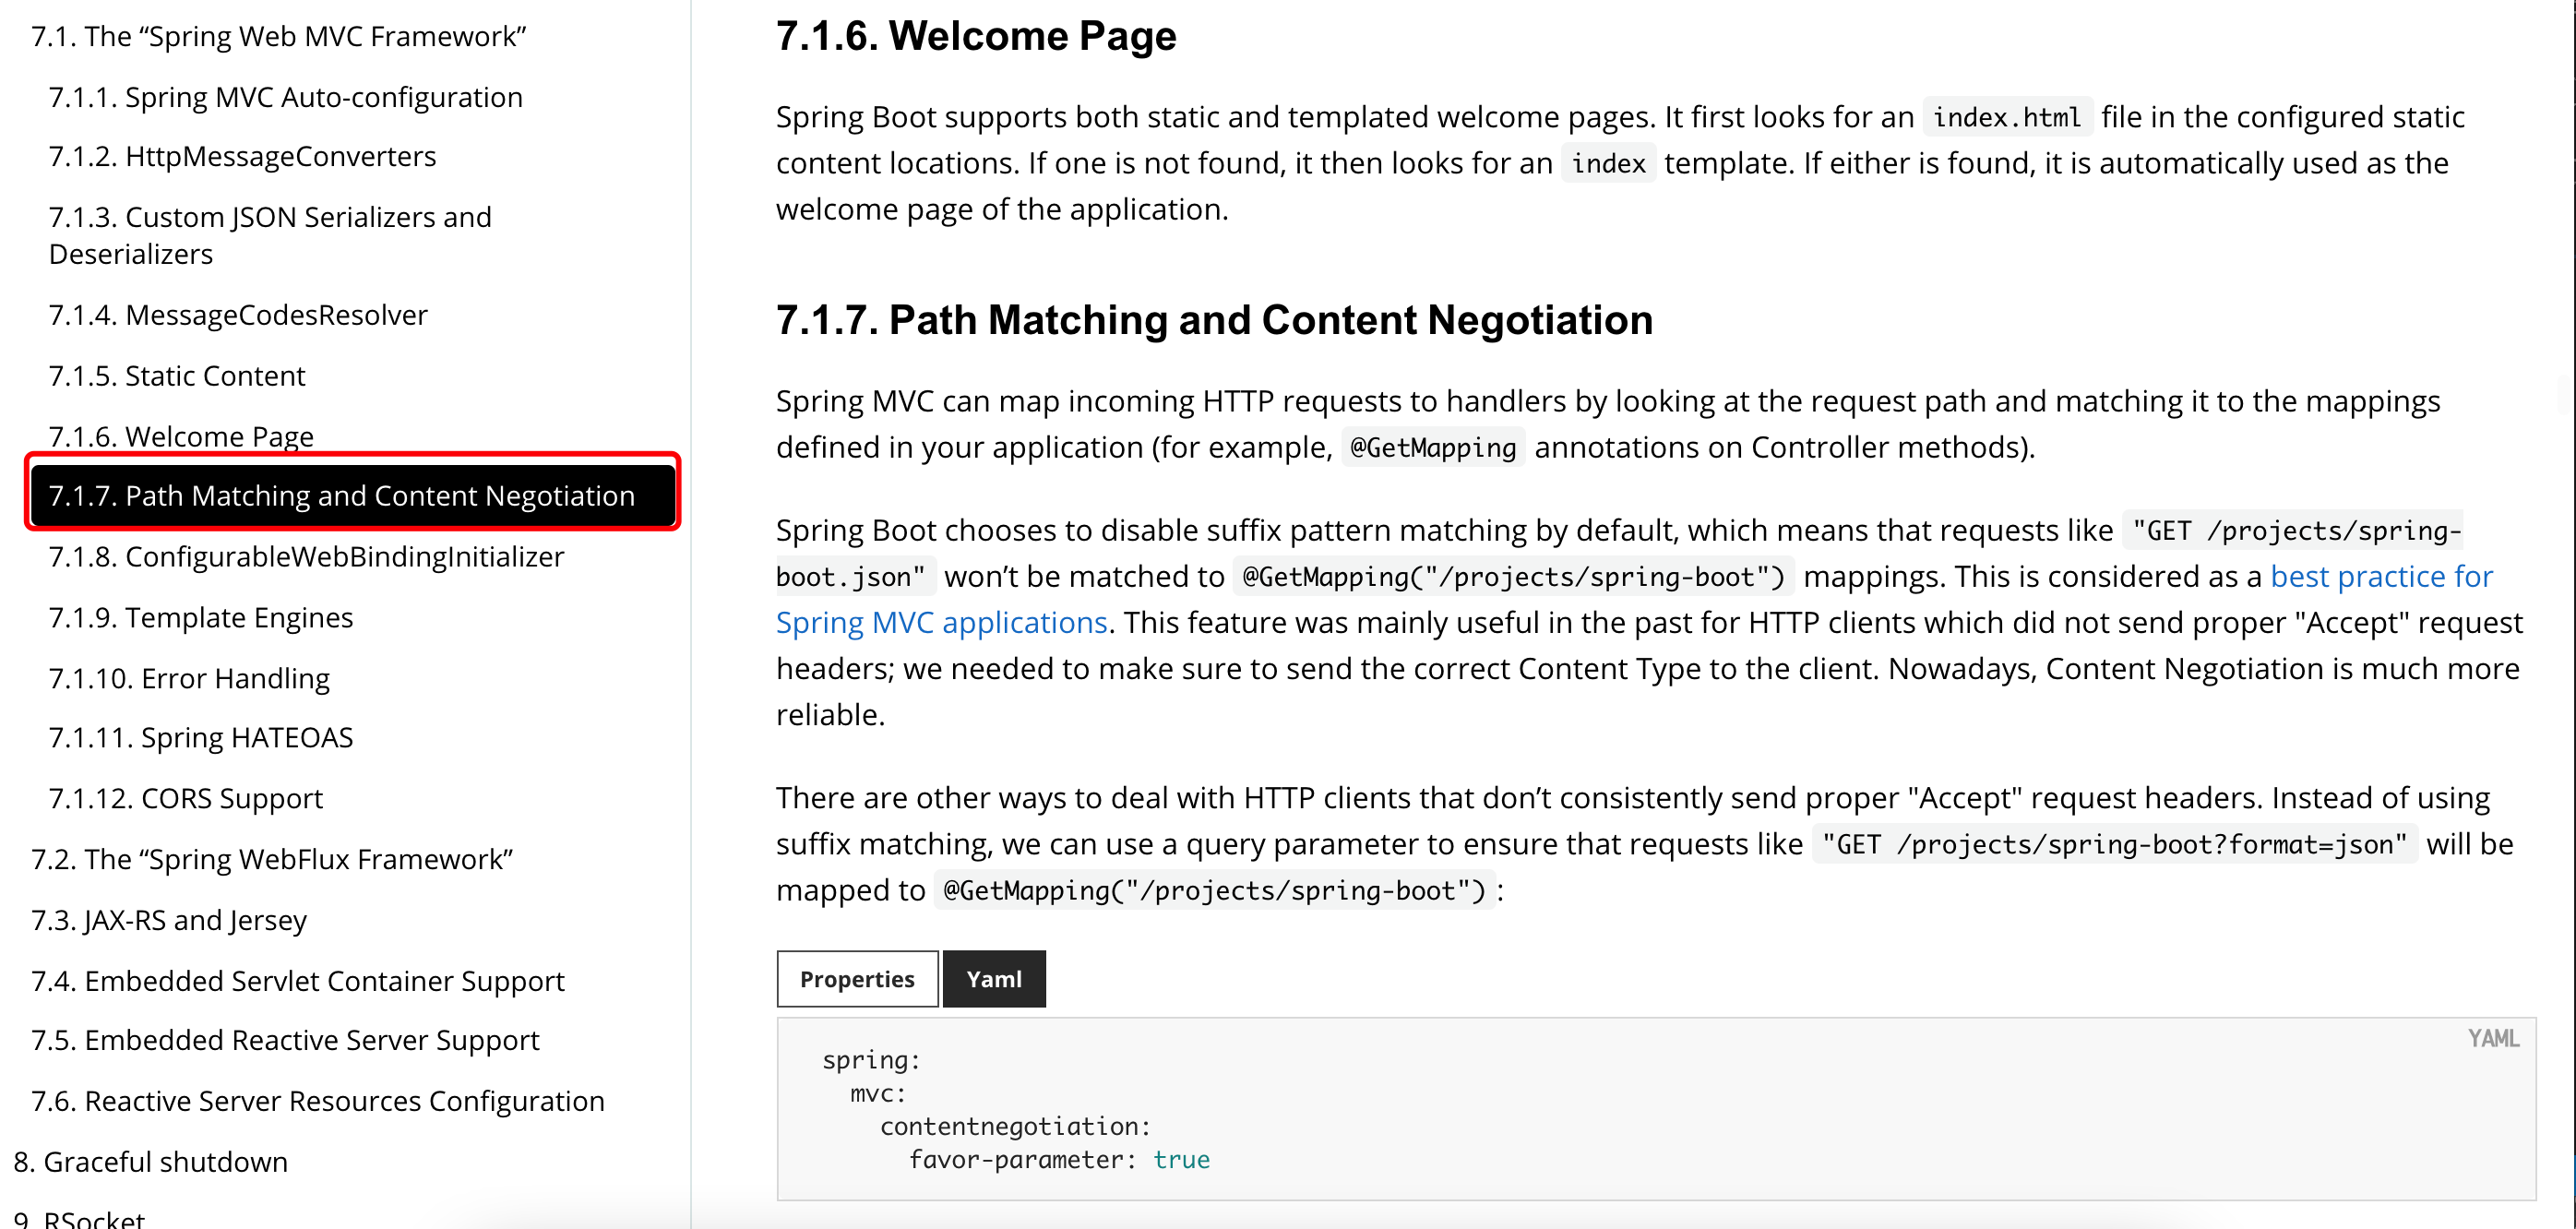 7.1. The “Spring Web MVC Framework”
7.1.1. Spring MVC Auto-configuration
7.1.2. HttpMessageConverters
7.1.3. Custom JSON Serializers and
Deserializers
7.1.4. MessageCodesResolver
7.1.5. Static Content
7.1.6. Welcome Page
7.1.7. Path Matching and Content Negotiation
7.1.8. ConfigurableWebBindingInitializer
7.1.9. Template Engines
7.1.10. Error Handling
7.1.11. Spring HATEOAS
7.1.12. CORS Support
7.2. The “Spring WebFlux Framework”
7.3. JAX-RS and Jersey
7.4. Embedded Servlet Container Support
7.5. Embedded Reactive Server Support
7.6. Reactive Server Resources Configuration
8. Graceful shutdown
9. RSocket
7.1.6. Welcome Page
Spring Boot supports both static and templated welcome pages. It first looks for an index.html file in the configured static
content locations. If one is not found, it then looks for an index template. If either is found, it is automatically used as the
welcome page of the application.
7.1.7. Path Matching and Content Negotiation
Spring MVC can map incoming HTTP requests to handlers by looking at the request path and matching it to the mappings
defined in your application (for example, @GetMapping annotations on Controller methods).
Spring Boot chooses to disable suffix pattern matching by default, which means that requests like "GET /projects/spring-
boot.json" won’t be matched to @GetMapping("/projects/spring-boot") mappings. This is considered as a best practice for
Spring MVC applications. This feature was mainly useful in the past for HTTP clients which did not send proper "Accept" request
headers; we needed to make sure to send the correct Content Type to the client. Nowadays, Content Negotiation is much more
reliable.
There are other ways to deal with HTTP clients that don’t consistently send proper "Accept" request headers. Instead of using
suffix matching, we can use a query parameter to ensure that requests like "GET /projects/spring-boot?format=json" will be
mapped to @GetMapping("/projects/spring-boot"):
Properties Yaml
YAML
spring:
  mvc:
    contentnegotiation:
      favor-parameter: true